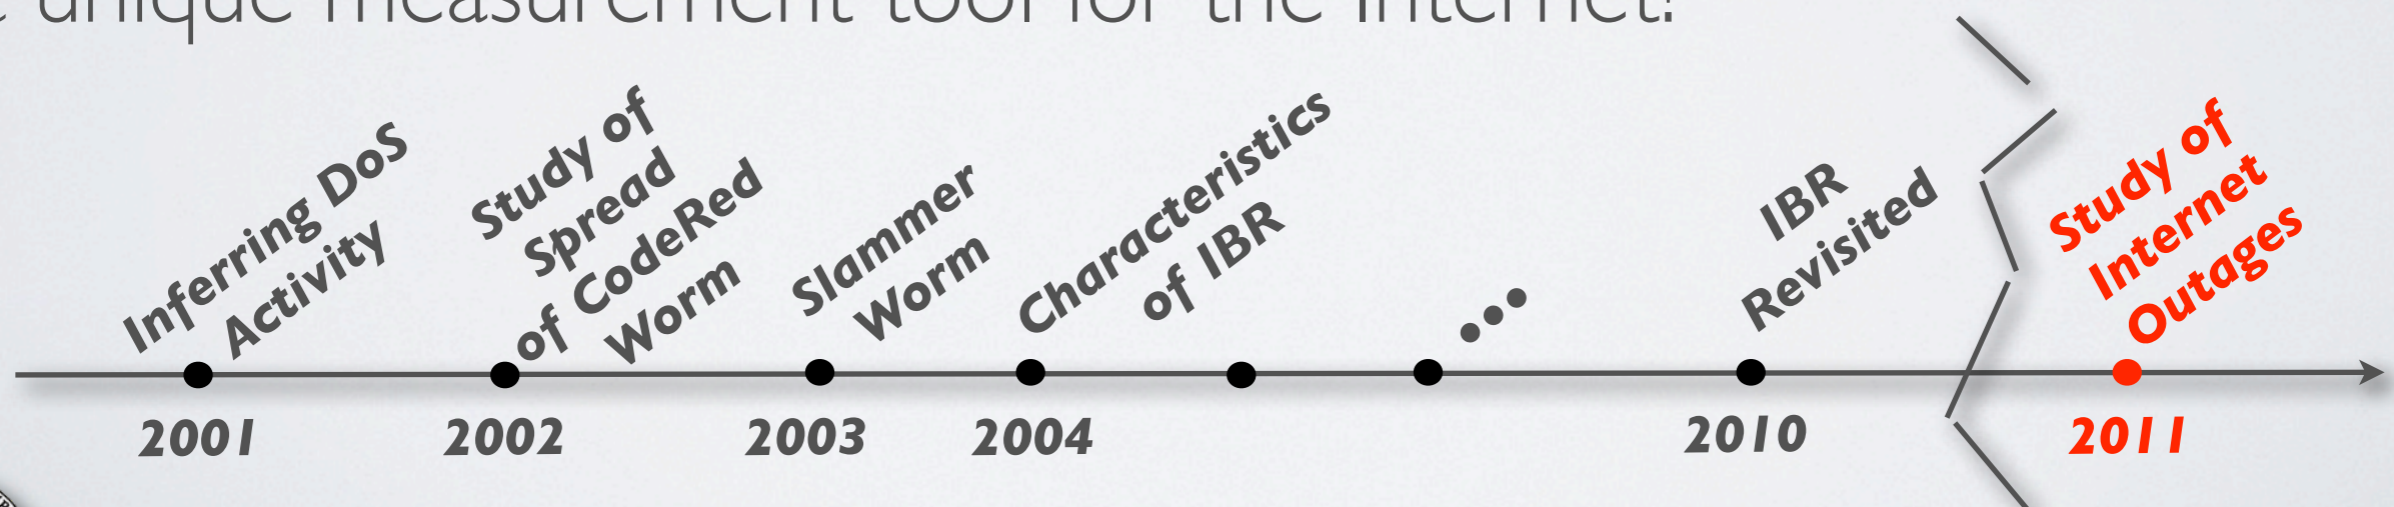 unique measurement tool for the Internet!
Inferring DoS
Activity
Study of
Spread
of CodeRed
Worm
Slammer
Worm
Characteristics
of IBR
...
IBR
Revisited
Study of
Internet
Outages
2001
2002
2003
2004
2010
2011